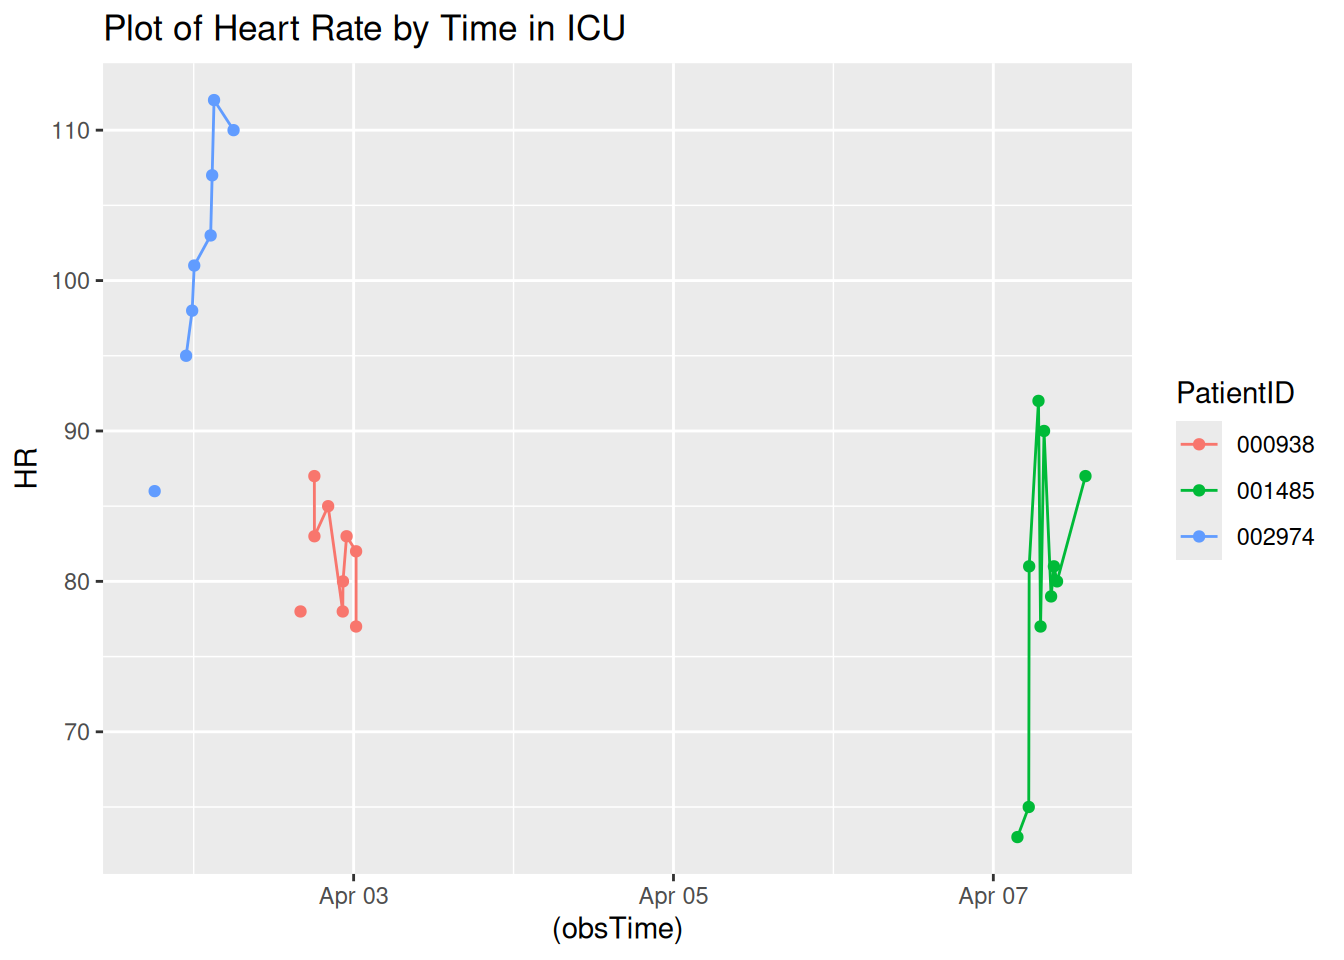 Plot of Heart Rate by Time in ICU
110
100
90
80
70
HR
Apr 03
Apr 05
Apr 07
(obsTime)
PatientID
000938
001485
002974